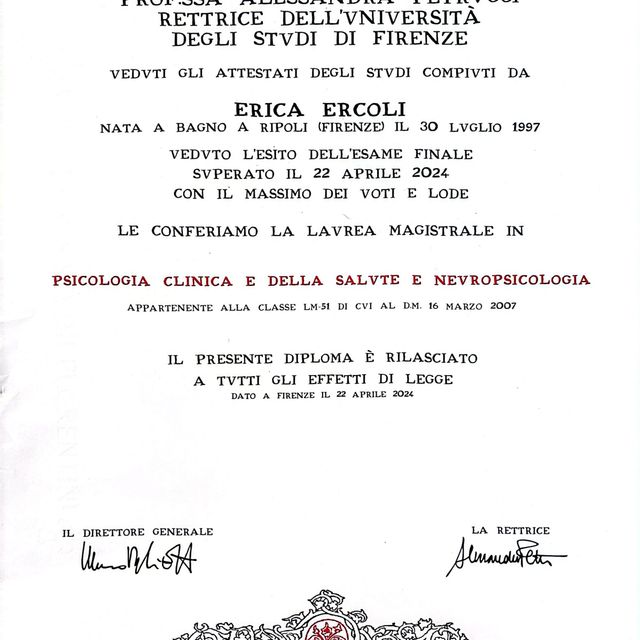 PROF.SSA ALESSANDRA PETRVCCI
RETTRICE DELL'VNIVERSITÀ
DEGLI STVDI DI FIRENZE
VEDVTI GLI ATTESTATI DEGLI STVDI COMPIVTI DA
ERICA ERCOLI
NATA A BAGNO A RIPOLI (FIRENZE) IL 30 LVGLIO 1997
VEDVTO L'ESITO DELL'ESAME FINALE
SVPERATO IL 22 APRILE 2024
CON IL MASSIMO DEI VOTI E LODE
LE CONFERIAMO LA LAVREA MAGISTRALE IN
PSICOLOGIA CLINICA E DELLA SALVTE E NEVROPSICOLOGIA
APPARTENENTE ALLA CLASSE LM-51 DI CVI AL D.M. 16 MARZO 2007
IL PRESENTE DIPLOMA È RILASCIATO
A TVTTI GLI EFFETTI DI LEGGE
DATO A FIRENZE IL 22 APRILE 2024
IL DIRETTORE GENERALE
LA RETTRICE